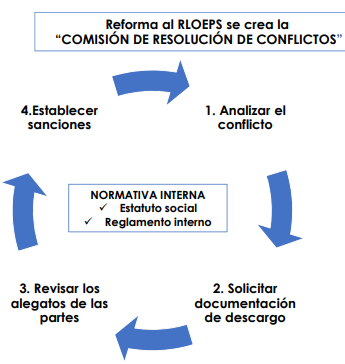 Reforma al RLOEPS se crea la
“COMISIÓN DE RESOLUCIÓN DE CONFLICTOS”
4.Establecer
sanciones
1. Analizar el
conflicto
NORMATIVA INTERNA
✓ Estatuto social
✓ Reglamento interno
3. Revisar los
alegatos de las
partes
2. Solicitar
documentación
de descargo